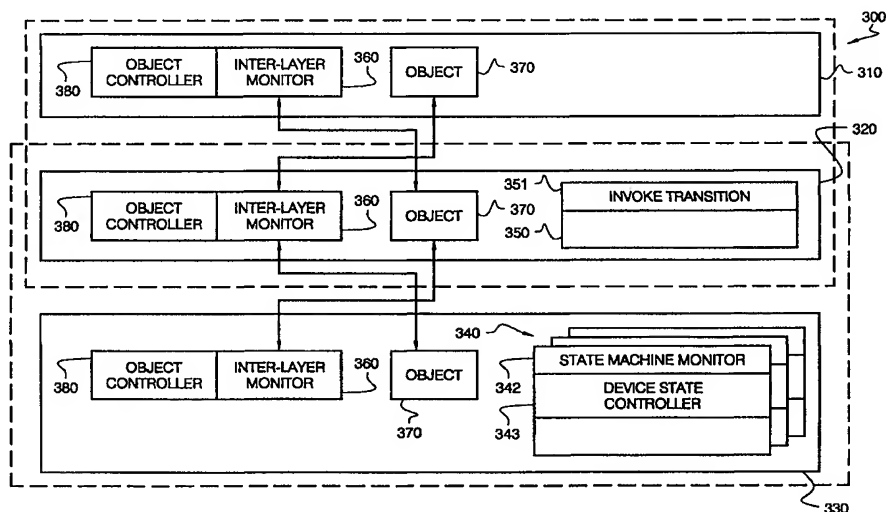 300
OBJECT CONTROLLER
INTER-LAYER MONITOR
360
OBJECT
370
380
310
320
OBJECT CONTROLLER
INTER-LAYER MONITOR
360
OBJECT
370
380
351
INVOKE TRANSITION
350
340
OBJECT CONTROLLER
INTER-LAYER MONITOR
360
OBJECT
370
380
STATE MACHINE MONITOR
342
DEVICE STATE CONTROLLER
343
330